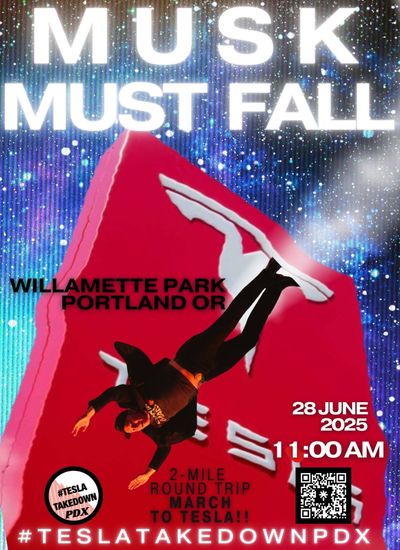 MUSK
MUST FALL
WILLAMETTE PARK
PORTLAND OR
TESLA
28 JUNE
2025
11:00 AM
2-MILE
ROUND TRIP
MARCH
TO TESLA!!
#TESLA
TAKEDOWN
PDX
#TESLATAKEDOWNPDX